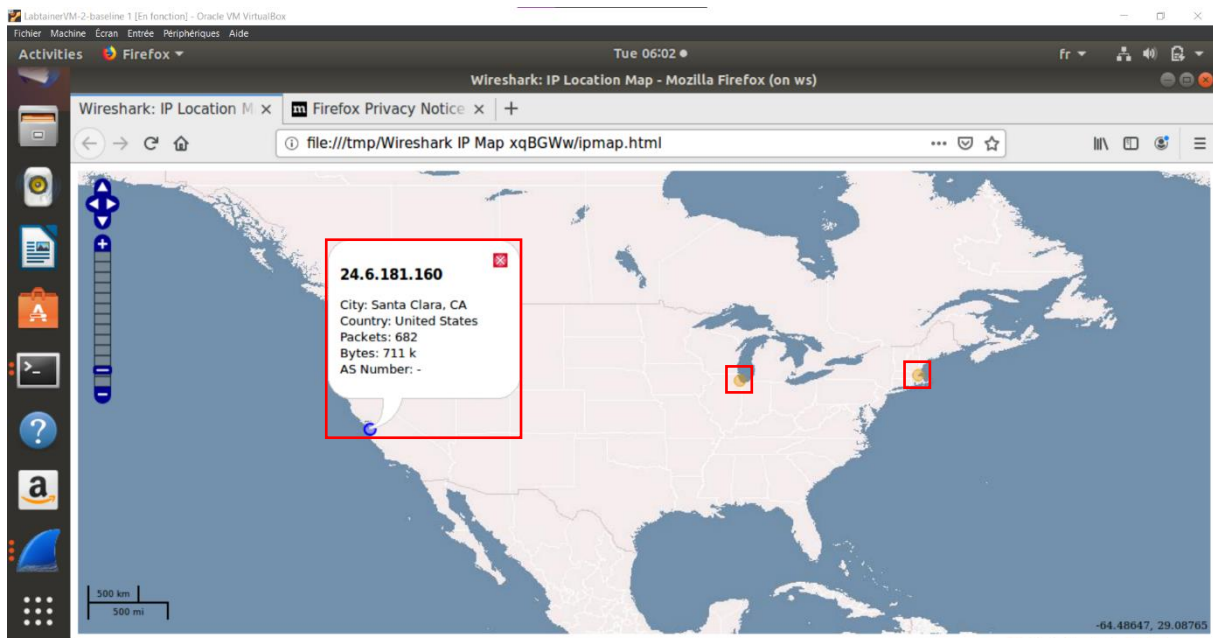 LabtainerVM-2-baseline 1 [En fonction] - Oracle VM VirtualBox
Fichier Machine Écran Entrée Périphériques Aide
Activities Firefox Tue 06:02 fr
Wireshark: IP Location Map - Mozilla Firefox (on ws)
Wireshark: IP Location M Firefox Privacy Notice
file:///tmp/Wireshark IP Map xqBGWw/ipmap.html
24.6.181.160
City: Santa Clara, CA
Country: United States
Packets: 682
Bytes: 711 k
AS Number: -
500 km
500 mi
-64.48647, 29.08765